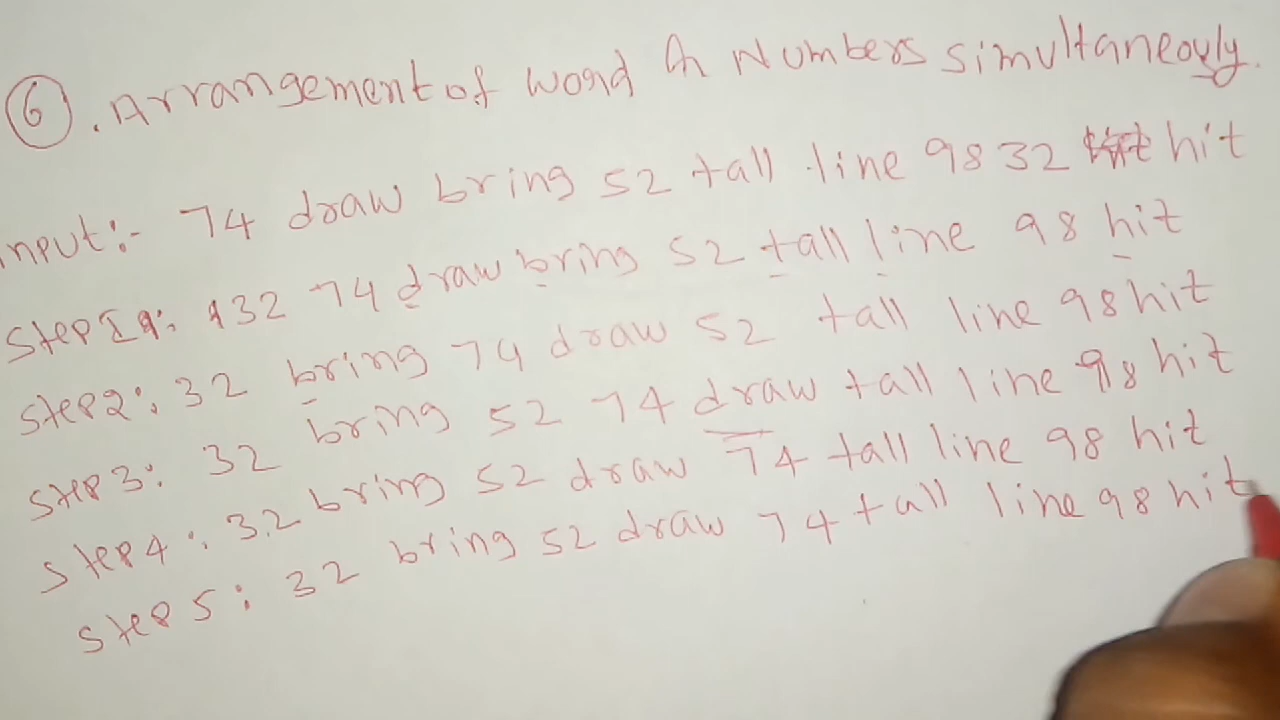 6. Arrangement of Word & Numbers simultaneouly.
Input:- 74 draw bring 52 tall line 98 32 hit
Step 1: 32 74 draw bring 52 tall line 98 hit
Step2: 32 bring 74 draw 52 tall line 98 hit
Step 3: 32 bring 52 74 draw tall line 98 hit
Step 4: 32 bring 52 draw 74 tall line 98 hit
Step 5: 32 bring 52 draw 74 tall line 98 hit